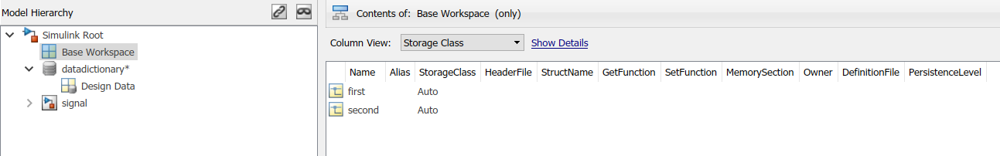 Model Hierarchy
Simulink Root
Base Workspace
datadictionary*
Design Data
signal
Contents of: Base Workspace (only)
Column View: Storage Class Show Details
Name Alias StorageClass HeaderFile StructName GetFunction SetFunction MemorySection Owner DefinitionFile PersistenceLevel
first Auto
second Auto